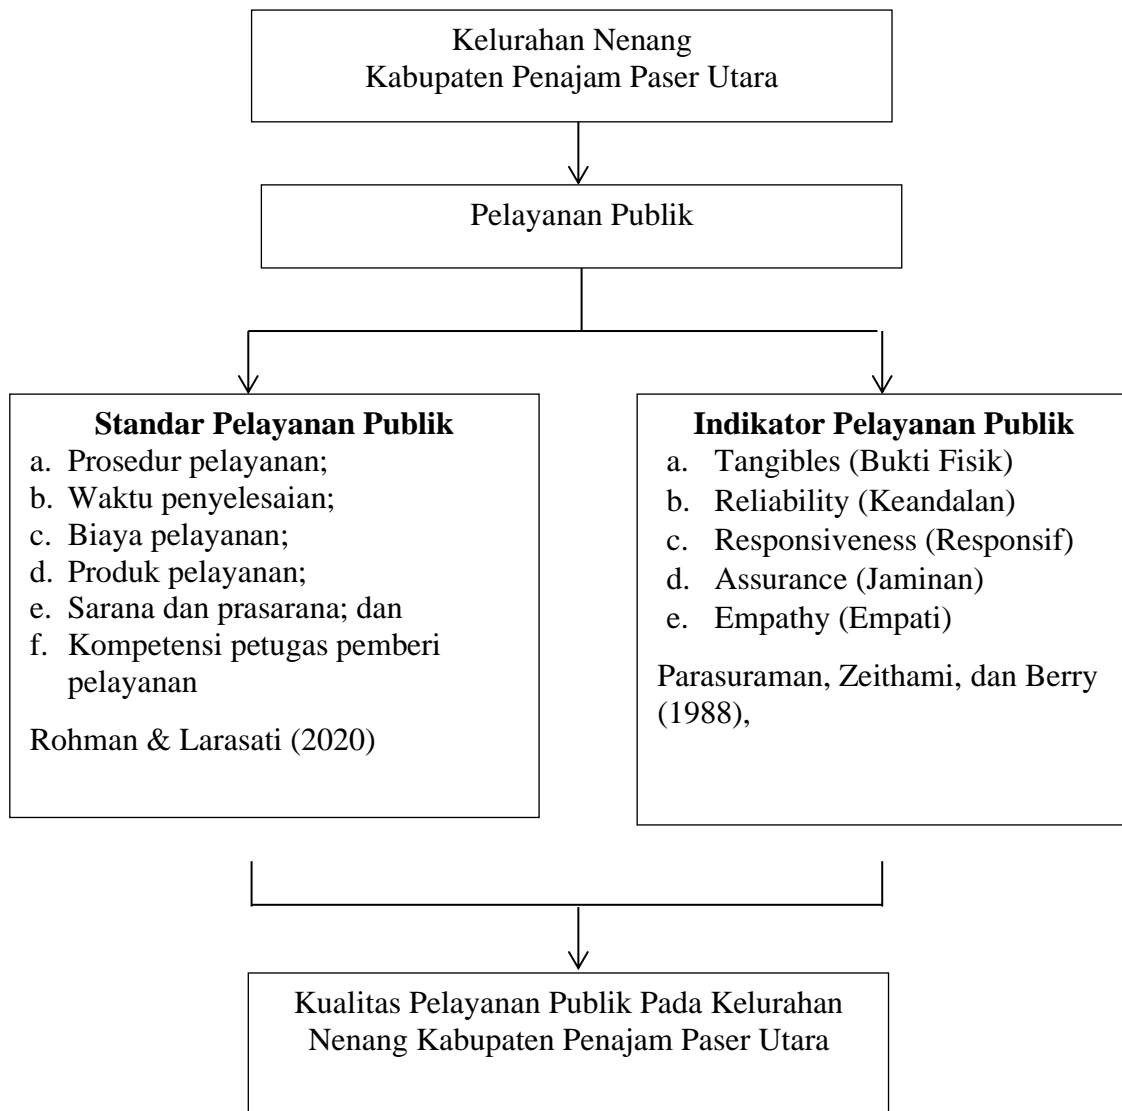 Kelurahan Nenang
Kabupaten Penajam Paser Utara
Pelayanan Publik
Standar Pelayanan Publik
a. Prosedur pelayanan;
b. Waktu penyelesaian;
c. Biaya pelayanan;
d. Produk pelayanan;
e. Sarana dan prasarana; dan
f. Kompetensi petugas pemberi
pelayanan
Rohman & Larasati (2020)
Indikator Pelayanan Publik
a. Tangibles (Bukti Fisik)
b. Reliability (Keandalan)
c. Responsiveness (Responsif)
d. Assurance (Jaminan)
e. Empathy (Empati)
Parasuraman, Zeithami, dan Berry
(1988),
Kualitas Pelayanan Publik Pada Kelurahan
Nenang Kabupaten Penajam Paser Utara